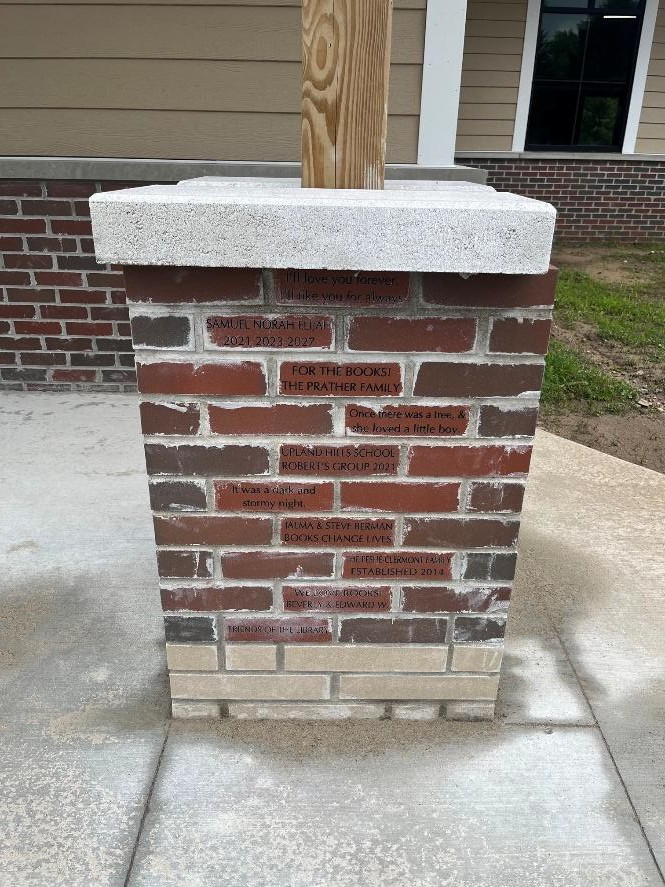 I'll love you forever,
I'll like you for always
SAMUEL NORAH ELIJAH
2021 2023 2027
FOR THE BOOKS!
THE PRATHER FAMILY
Once there was a tree, &
she loved a little boy.
UPLAND HILLS SCHOOL
ROBERT'S GROUP 2021
It was a dark and
stormy night.
& STEVE BERMAN
BOOKS CHANGE LIVES
CLERMONT FAMILY
ESTABLISHED 2014
WE LOVE BOOKS!
BEVERLY & EDWARD W.
FRIENDS OF THE LIBRARY